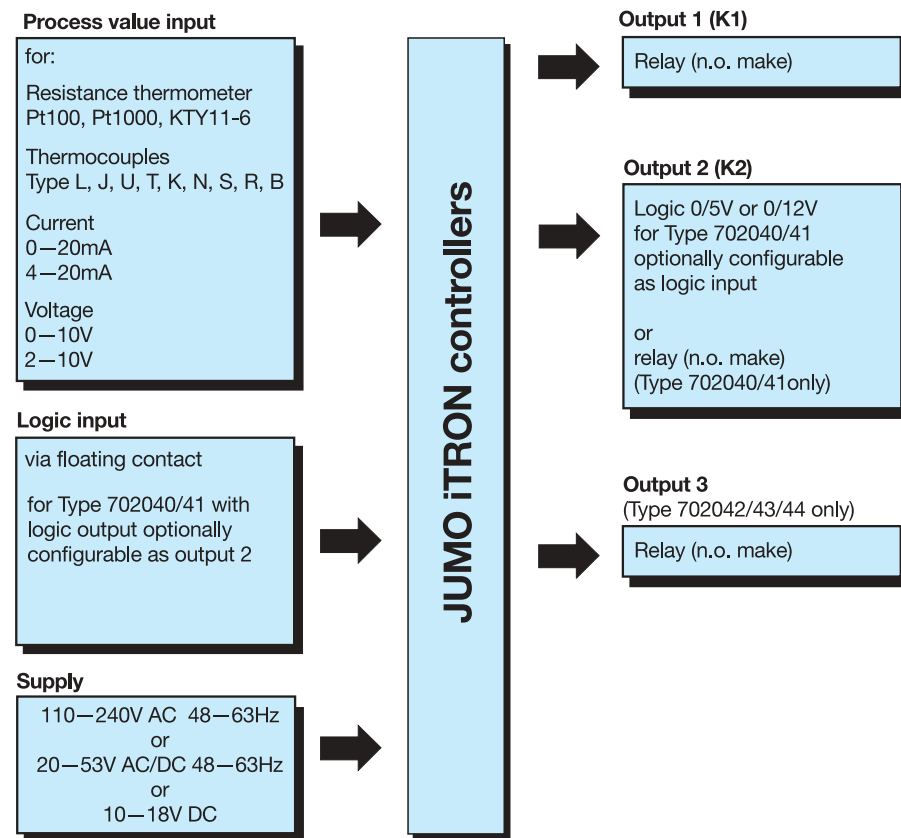 Process value input
for:
Resistance thermometer
Pt100, Pt1000, KTY11-6
Thermocouples
Type L, J, U, T, K, N, S, R, B
Current
0—20mA
4—20mA
Voltage
0—10V
2—10V
Logic input
via floating contact
for Type 702040/41 with
logic output optionally
configurable as output 2
Supply
110—240V AC 48—63Hz
or
20—53V AC/DC 48—63Hz
or
10—18V DC
JUMO iTRON controllers
Output 1 (K1)
Relay (n.o. make)
Output 2 (K2)
Logic 0/5V or 0/12V
for Type 702040/41
optionally configurable
as logic input
or
relay (n.o. make)
(Type 702040/41only)
Output 3
(Type 702042/43/44 only)
Relay (n.o. make)